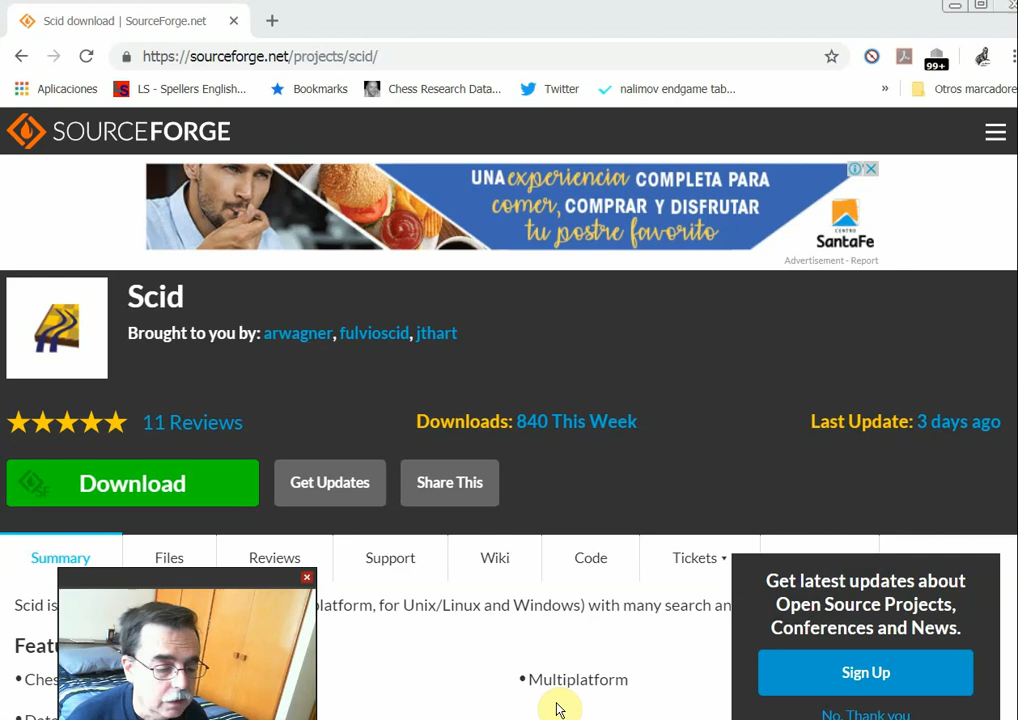 Scid download | SourceForge.net
https://sourceforge.net/projects/scid/
99+
Aplicaciones
LS - Spellers English...
Bookmarks
Chess Research Data...
Twitter
nalimov endgame tab...
»
Otros marcadore
SOURCEFORGE
UNA experiencia COMPLETA PARA
comer, COMPRAR Y DISFRUTAR
tu postre favorito
CENTRO
SantaFe
Advertisement - Report
Scid
Brought to you by: arwagner, fulvioscid, jthart
11 Reviews
Downloads: 840 This Week
Last Update: 3 days ago
SF
Download
Get Updates
Share This
Summary
Files
Reviews
Support
Wiki
Code
Tickets
Get latest updates about
Open Source Projects,
Conferences and News.
Sign Up
No, Thank you
Scid is
platform, for Unix/Linux and Windows) with many search an
Featu
• Ches
• Multiplatform